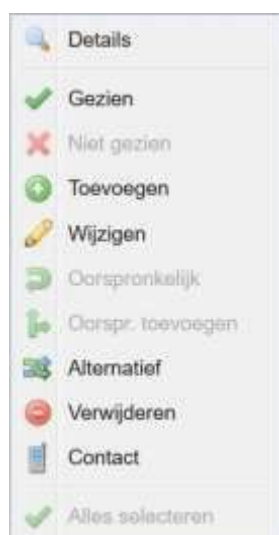 Details
Gezien
Niet gezien
Toevoegen
Wijzigen
Oorspronkelijk
Oorspr. toevoegen
Alternatief
Verwijderen
Contact
Alles selecteren